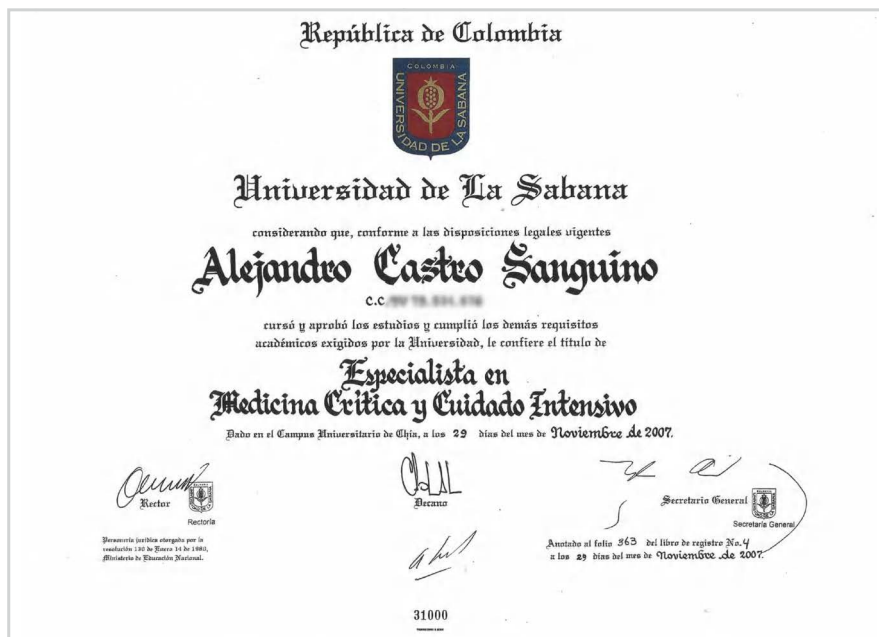 República de Colombia
COLOMBIA
UNIVERSIDAD DE LA SABANA
Universidad de La Sabana
considerando que, conforme a las disposiciones legales vigentes
Alejandro Castro Sanguino
c.c.
cursó y aprobó los estudios y cumplió los demás requisitos
académicos exigidos por la Universidad, le confiere el título de
Especialista en
Medicina Crítica y Cuidado Intensivo
Dado en el Campus Universitario de Chía, a los 29 días del mes de Noviembre de 2007.
Rector
Rectoría
Decano
Secretario General
Secretaría General
Personería jurídica otorgada por la
resolución 130 de Enero 14 de 1980,
Ministerio de Educación Nacional.
Anotado al folio 363 del libro de registro No. 4
a los 29 días del mes de Noviembre de 2007.
31000